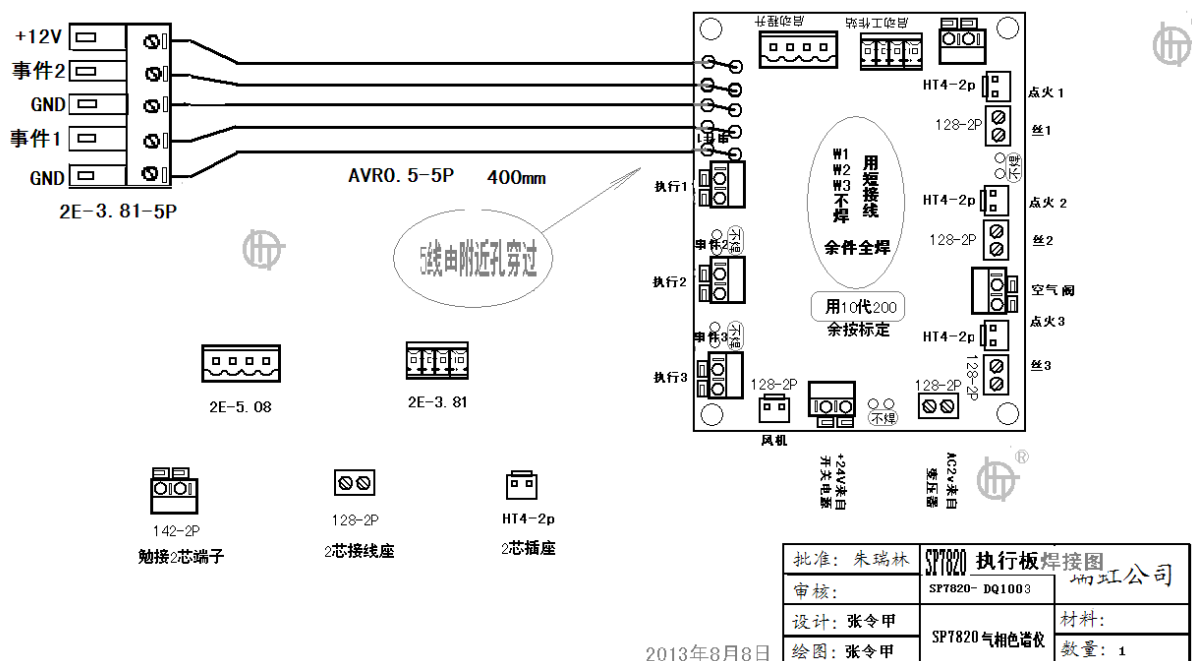 +12V
事件2
GND
事件1
GND
2E-3.81-5P
AVR0.5-5P 400mm
5线由附近孔穿过
启动程升
启动工作站
事件1
执行1
不焊
事件2
执行2
不焊
事件3
执行3
W1
W2
W3
不焊
用短接线
余件全焊
用10代200
余按标定
HT4-2p
点火1
128-2P
丝1
不焊
HT4-2p
点火2
128-2P
丝2
空气阀
点火3
HT4-2p
128-2P
丝3
128-2P
风机
不焊
128-2P
+24V来自
开关电源
AC2v来自
变压器
®
2E-5.08
2E-3.81
142-2P
勉接2芯端子
128-2P
2芯接线座
HT4-2p
2芯插座
批准: 朱瑞林
SP7820 执行板焊接图
瑞虹公司
审核:
SP7820- DQ1003
设计: 张令甲
SP7820气相色谱仪
材料:
绘图: 张令甲
数量: 1
2013年8月8日